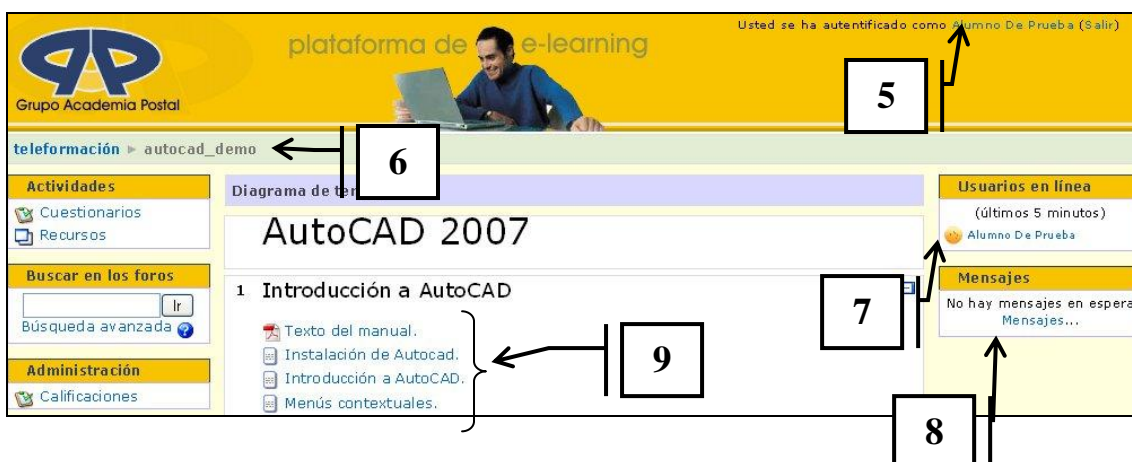 Usted se ha autentificado como Alumno De Prueba (Salir)
plataforma de e-learning
Grupo Academia Postal
5
teleformación ► autocad_demo
6
Actividades
Cuestionarios
Recursos
Buscar en los foros
Ir
Búsqueda avanzada
Administración
Calificaciones
Diagrama de
AutoCAD 2007
1 Introducción a AutoCAD
Texto del manual.
Instalación de Autocad.
Introducción a AutoCAD.
Menús contextuales.
9
Usuarios en línea
(últimos 5 minutos)
Alumno De Prueba
7
Mensajes
No hay mensajes en espera
Mensajes...
8